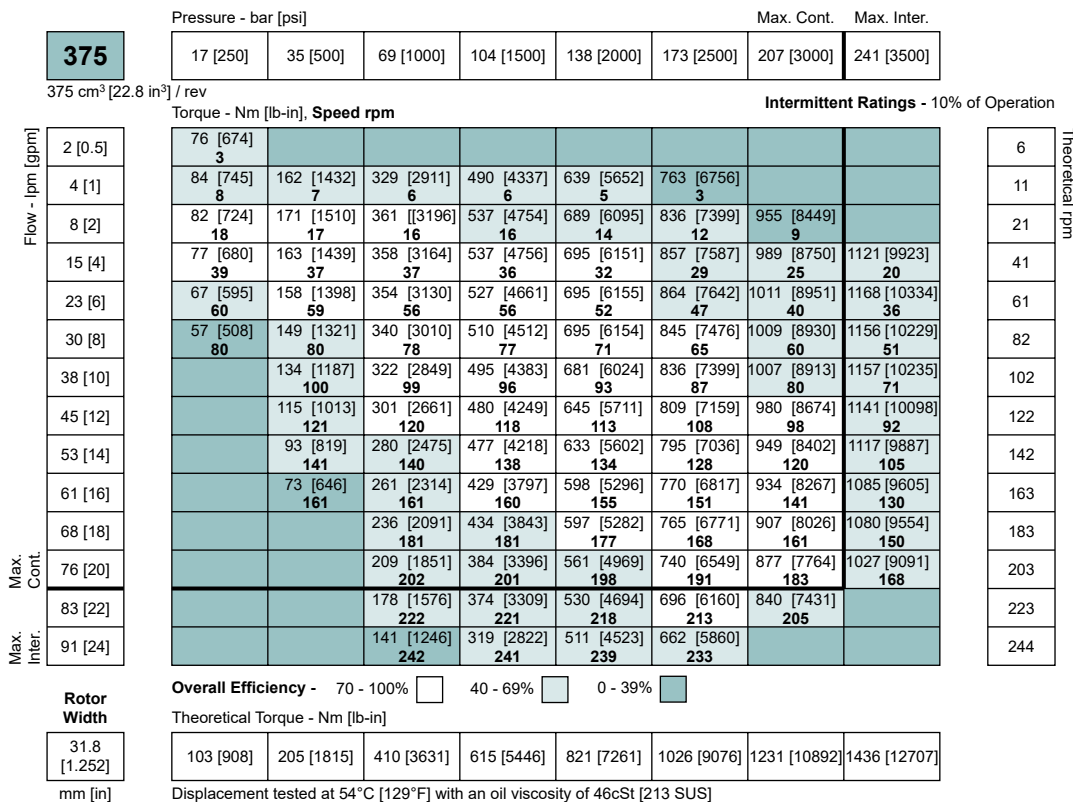 Pressure - bar [psi] Max. Cont. Max. Inter.
375 17 [250] 35 [500] 69 [1000] 104 [1500] 138 [2000] 173 [2500] 207 [3000] 241 [3500]
375 cm³ [22.8 in³] / rev
Torque - Nm [lb-in], Speed rpm Intermittent Ratings - 10% of Operation
Flow - lpm [gpm]
Theoretical rpm
2 [0.5] 76 [674] 6
3
4 [1] 84 [745] 162 [1432] 329 [2911] 490 [4337] 639 [5652] 763 [6756] 11
8 7 6 6 5 3
8 [2] 82 [724] 171 [1510] 361 [[3196] 537 [4754] 689 [6095] 836 [7399] 955 [8449] 21
18 17 16 16 14 12 9
15 [4] 77 [680] 163 [1439] 358 [3164] 537 [4756] 695 [6151] 857 [7587] 989 [8750] 1121 [9923] 41
39 37 37 36 32 29 25 20
23 [6] 67 [595] 158 [1398] 354 [3130] 527 [4661] 695 [6155] 864 [7642] 1011 [8951] 1168 [10334] 61
60 59 56 56 52 47 40 36
30 [8] 57 [508] 149 [1321] 340 [3010] 510 [4512] 695 [6154] 845 [7476] 1009 [8930] 1156 [10229] 82
80 80 78 77 71 65 60 51
38 [10] 134 [1187] 322 [2849] 495 [4383] 681 [6024] 836 [7399] 1007 [8913] 1157 [10235] 102
100 99 96 93 87 80 71
45 [12] 115 [1013] 301 [2661] 480 [4249] 645 [5711] 809 [7159] 980 [8674] 1141 [10098] 122
121 120 118 113 108 98 92
53 [14] 93 [819] 280 [2475] 477 [4218] 633 [5602] 795 [7036] 949 [8402] 1117 [9887] 142
141 140 138 134 128 120 105
61 [16] 73 [646] 261 [2314] 429 [3797] 598 [5296] 770 [6817] 934 [8267] 1085 [9605] 163
161 161 160 155 151 141 130
68 [18] 236 [2091] 434 [3843] 597 [5282] 765 [6771] 907 [8026] 1080 [9554] 183
181 181 177 168 161 150
Max. Cont.
76 [20] 209 [1851] 384 [3396] 561 [4969] 740 [6549] 877 [7764] 1027 [9091] 203
202 201 198 191 183 168
83 [22] 178 [1576] 374 [3309] 530 [4694] 696 [6160] 840 [7431] 223
222 221 218 213 205
Max. Inter.
91 [24] 141 [1246] 319 [2822] 511 [4523] 662 [5860] 244
242 241 239 233
Overall Efficiency - 70 - 100% 40 - 69% 0 - 39%
Rotor
Width
Theoretical Torque - Nm [lb-in]
31.8
[1.252]
103 [908] 205 [1815] 410 [3631] 615 [5446] 821 [7261] 1026 [9076] 1231 [10892] 1436 [12707]
mm [in] Displacement tested at 54°C [129°F] with an oil viscosity of 46cSt [213 SUS]